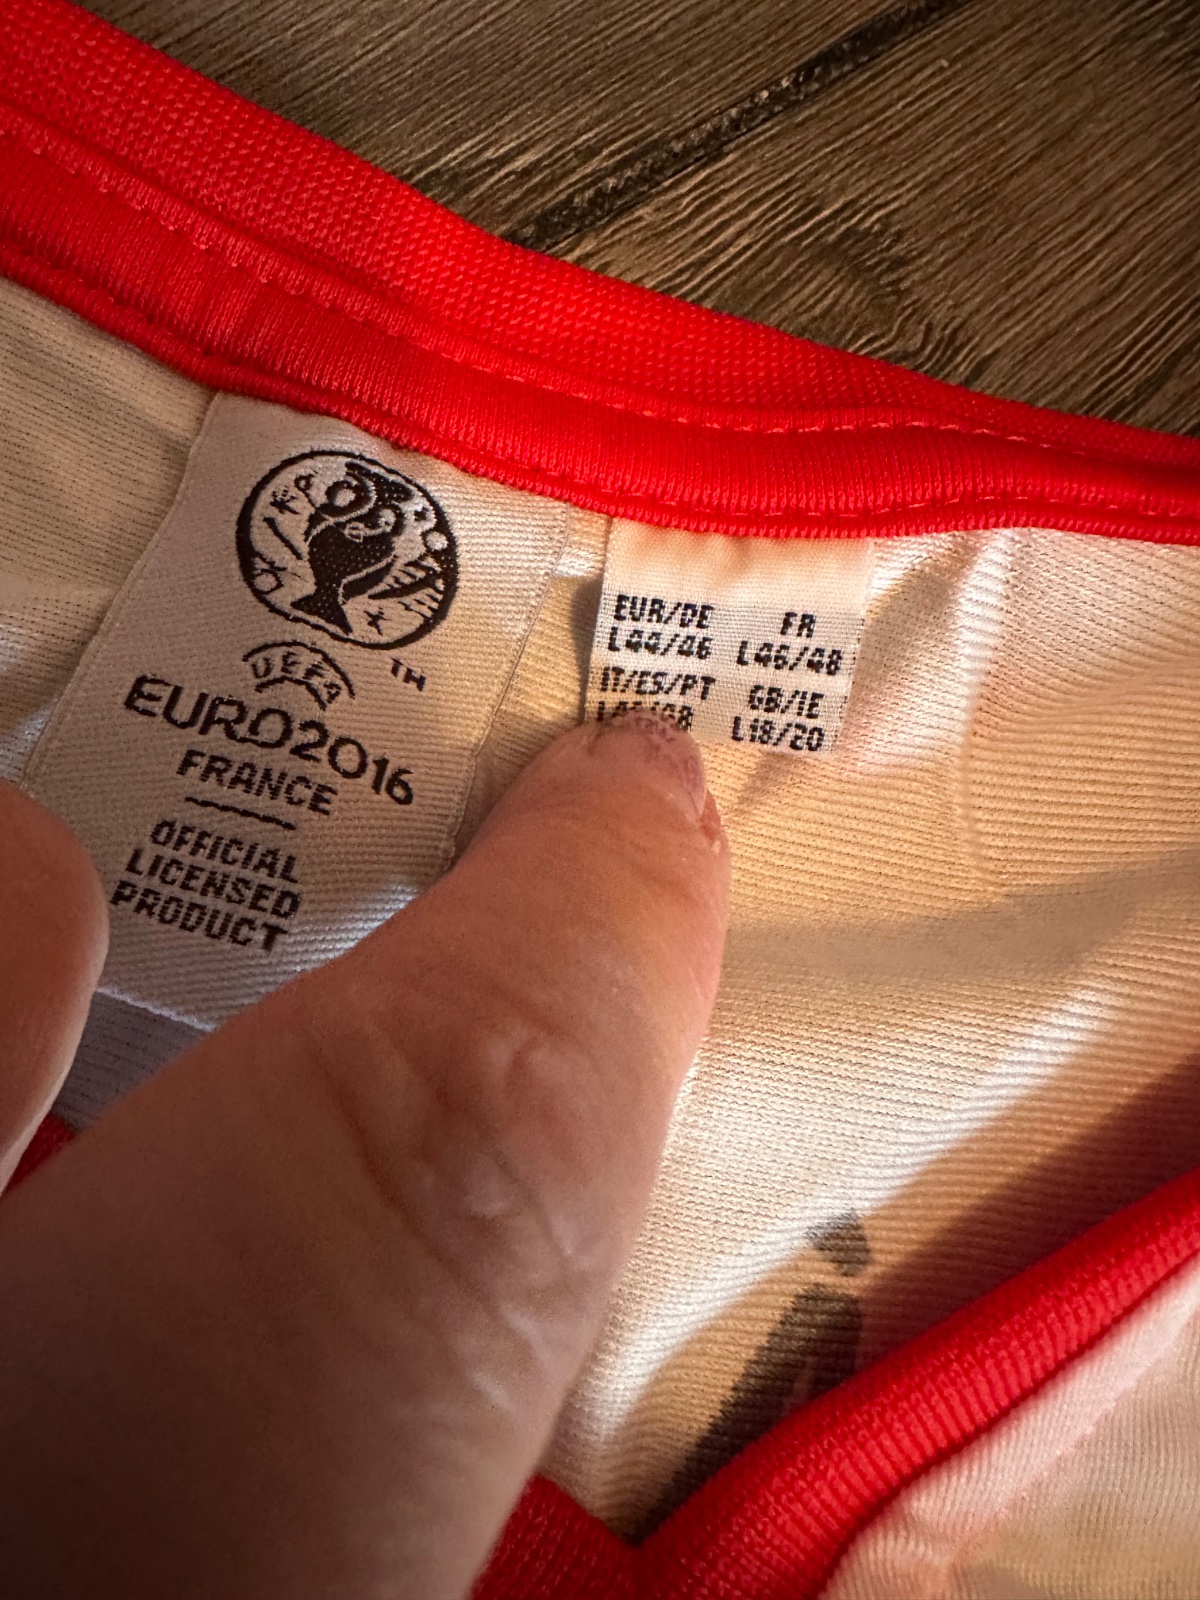 UEFA
TM
EURO2016
FRANCE
OFFICIAL
LICENSED
PRODUCT
EUR/DE FR
L44/46 L46/48
IT/ES/PT GB/IE
L18/20